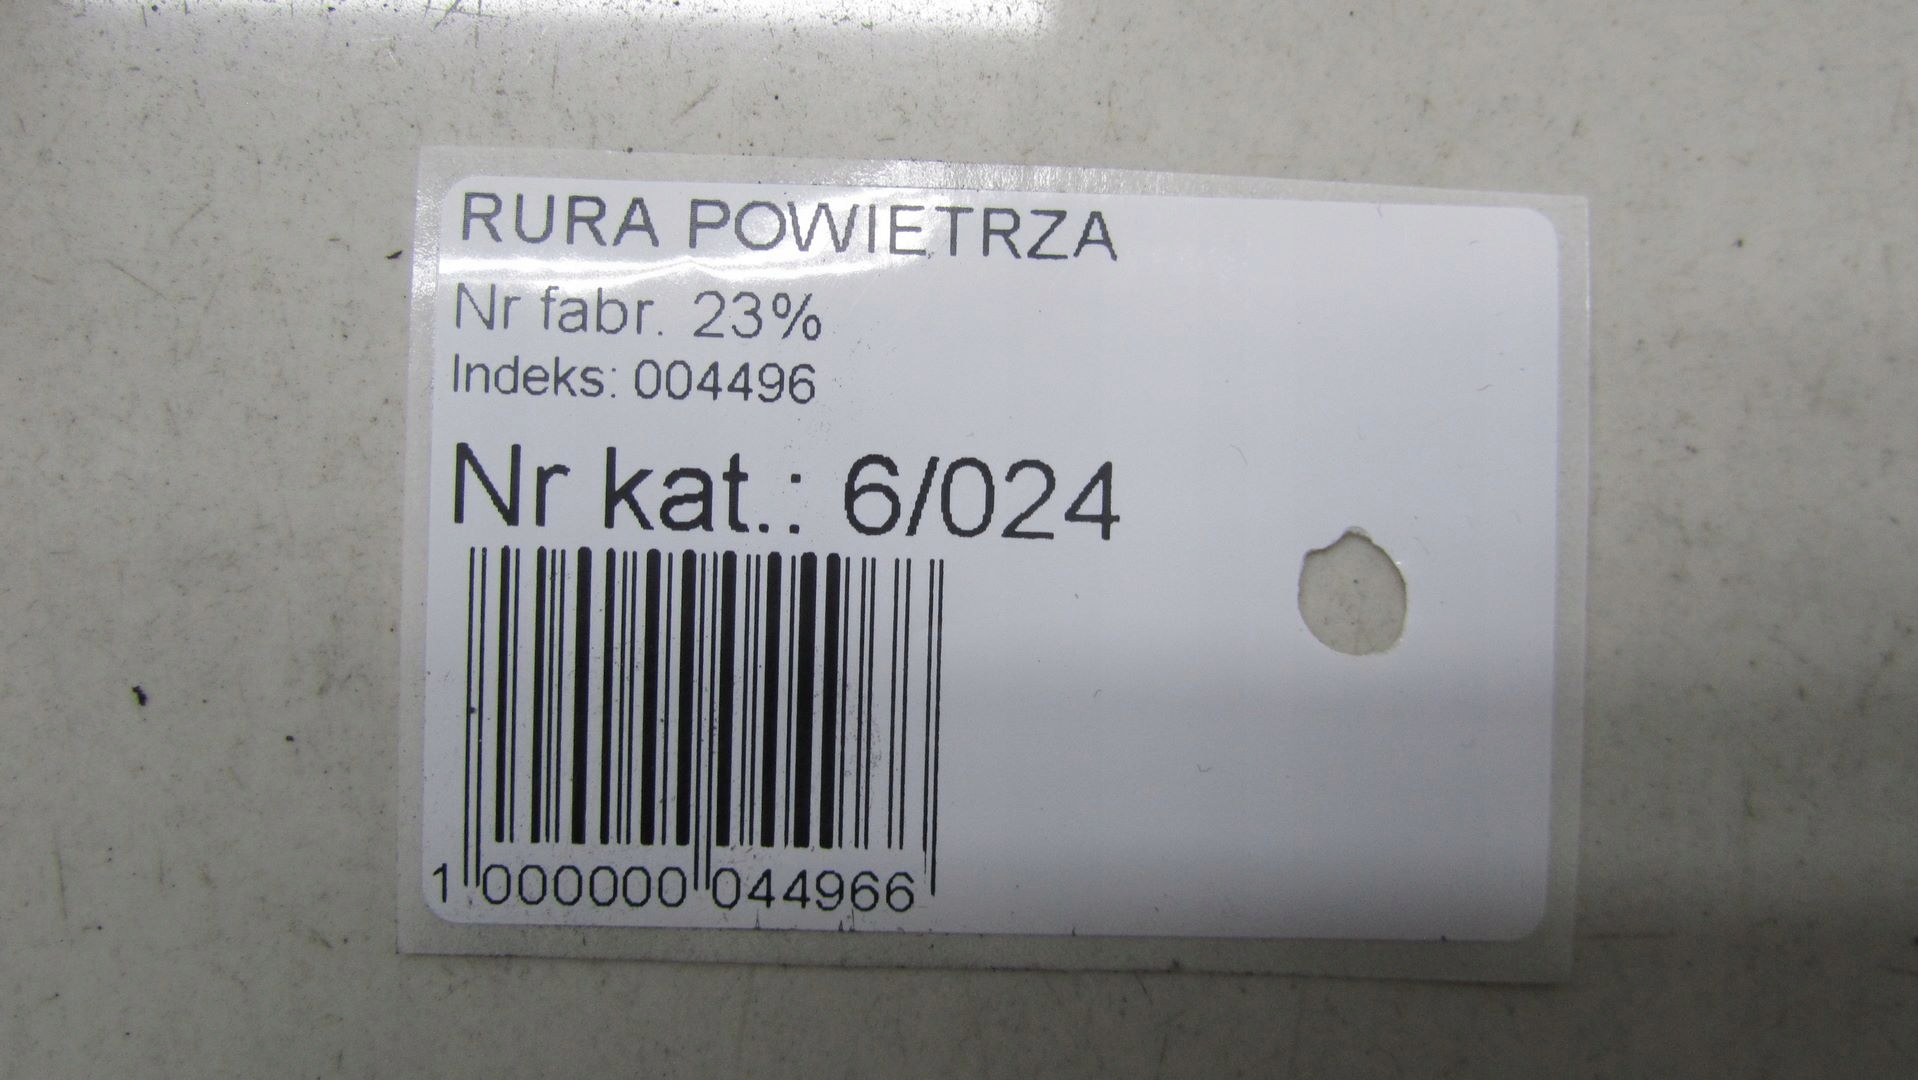 RURA POWIETRZA
Nr fabr. 23%
Indeks: 004496
Nr kat.: 6/024
1 000000 044966